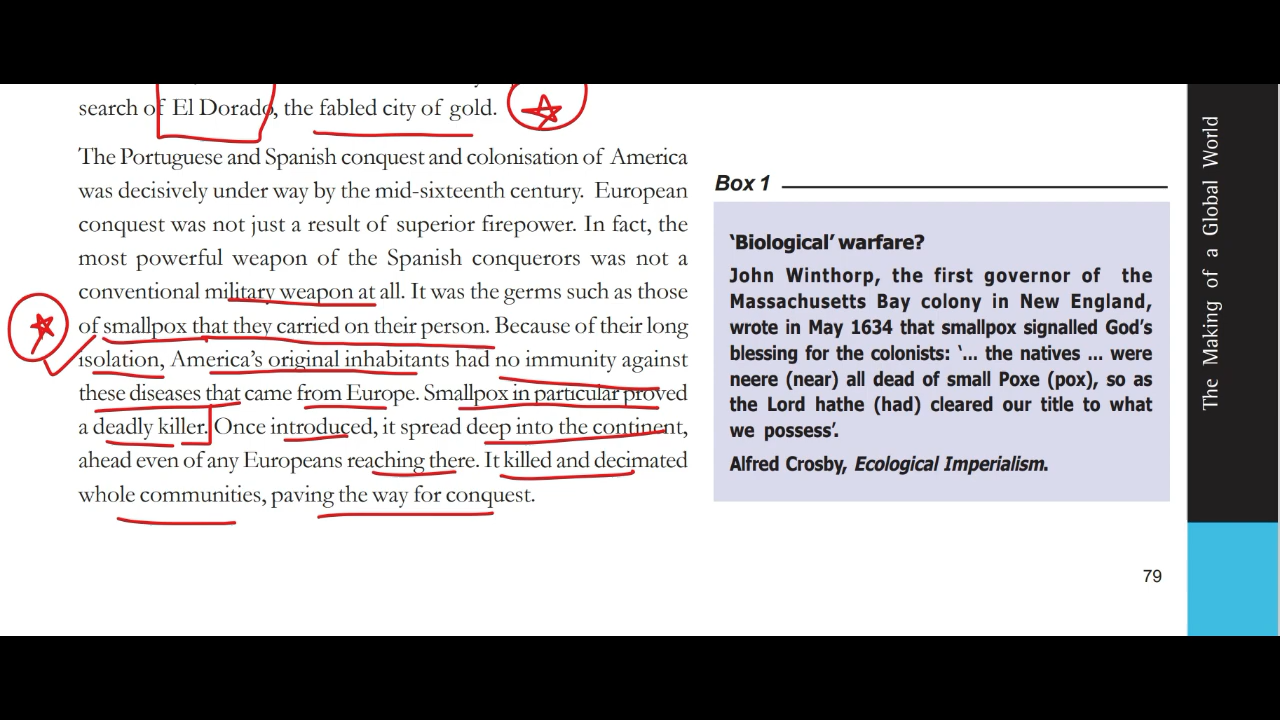 search of El Dorado, the fabled city of gold.
The Portuguese and Spanish conquest and colonisation of America
was decisively under way by the mid-sixteenth century. European
conquest was not just a result of superior firepower. In fact, the
most powerful weapon of the Spanish conquerors was not a
conventional military weapon at all. It was the germs such as those
of smallpox that they carried on their person. Because of their long
isolation, America's original inhabitants had no immunity against
these diseases that came from Europe. Smallpox in particular proved
a deadly killer. Once introduced, it spread deep into the continent,
ahead even of any Europeans reaching there. It killed and decimated
whole communities, paving the way for conquest.
Box 1
‘Biological’ warfare?
John Winthorp, the first governor of the
Massachusetts Bay colony in New England,
wrote in May 1634 that smallpox signalled God's
blessing for the colonists: ‘... the natives ... were
neere (near) all dead of small Poxe (pox), so as
the Lord hathe (had) cleared our title to what
we possess’.
Alfred Crosby, Ecological Imperialism.
The Making of a Global World
79